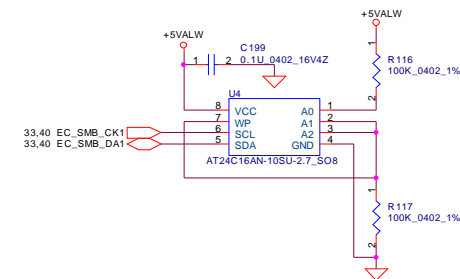 +5VALW
+5VALW
C199
1 2 0.1U_0402_16V4Z
1
R116
100K_0402_1%
2
U4
8 VCC A0 1
7 WP A1 2
33,40 EC_SMB_CK1 6 SCL A2 3
33,40 EC_SMB_DA1 5 SDA GND 4
AT24C16AN-10SU-2.7_SO8
1
R117
100K_0402_1%
2